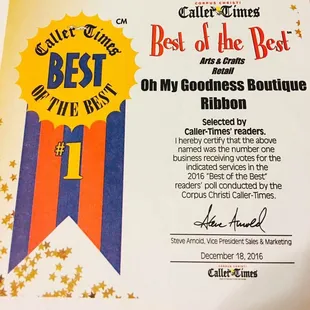 CM
Caller Times
BEST
OF THE BEST
#1
CORPUS CHRISTI
Caller Times
Best of the Best
Arts & Crafts
Retail
Oh My Goodness Boutique
Ribbon
Selected by
Caller-Times' readers.
I hereby certify that the above
named was the number one
business receiving votes for the
indicated services in the
2016 "Best of the Best"
readers' poll conducted by the
Corpus Christi Caller-Times.
Steve Arnold
Steve Arnold, Vice President Sales & Marketing
December 18, 2016
CORPUS CHRISTI
Caller Times